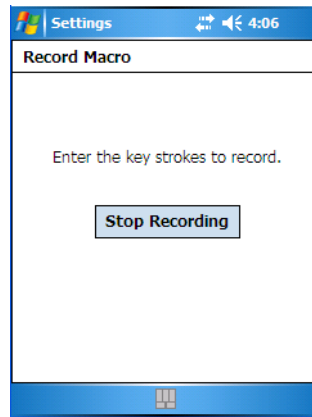 Settings 4:06
Record Macro
Enter the key strokes to record.
Stop Recording